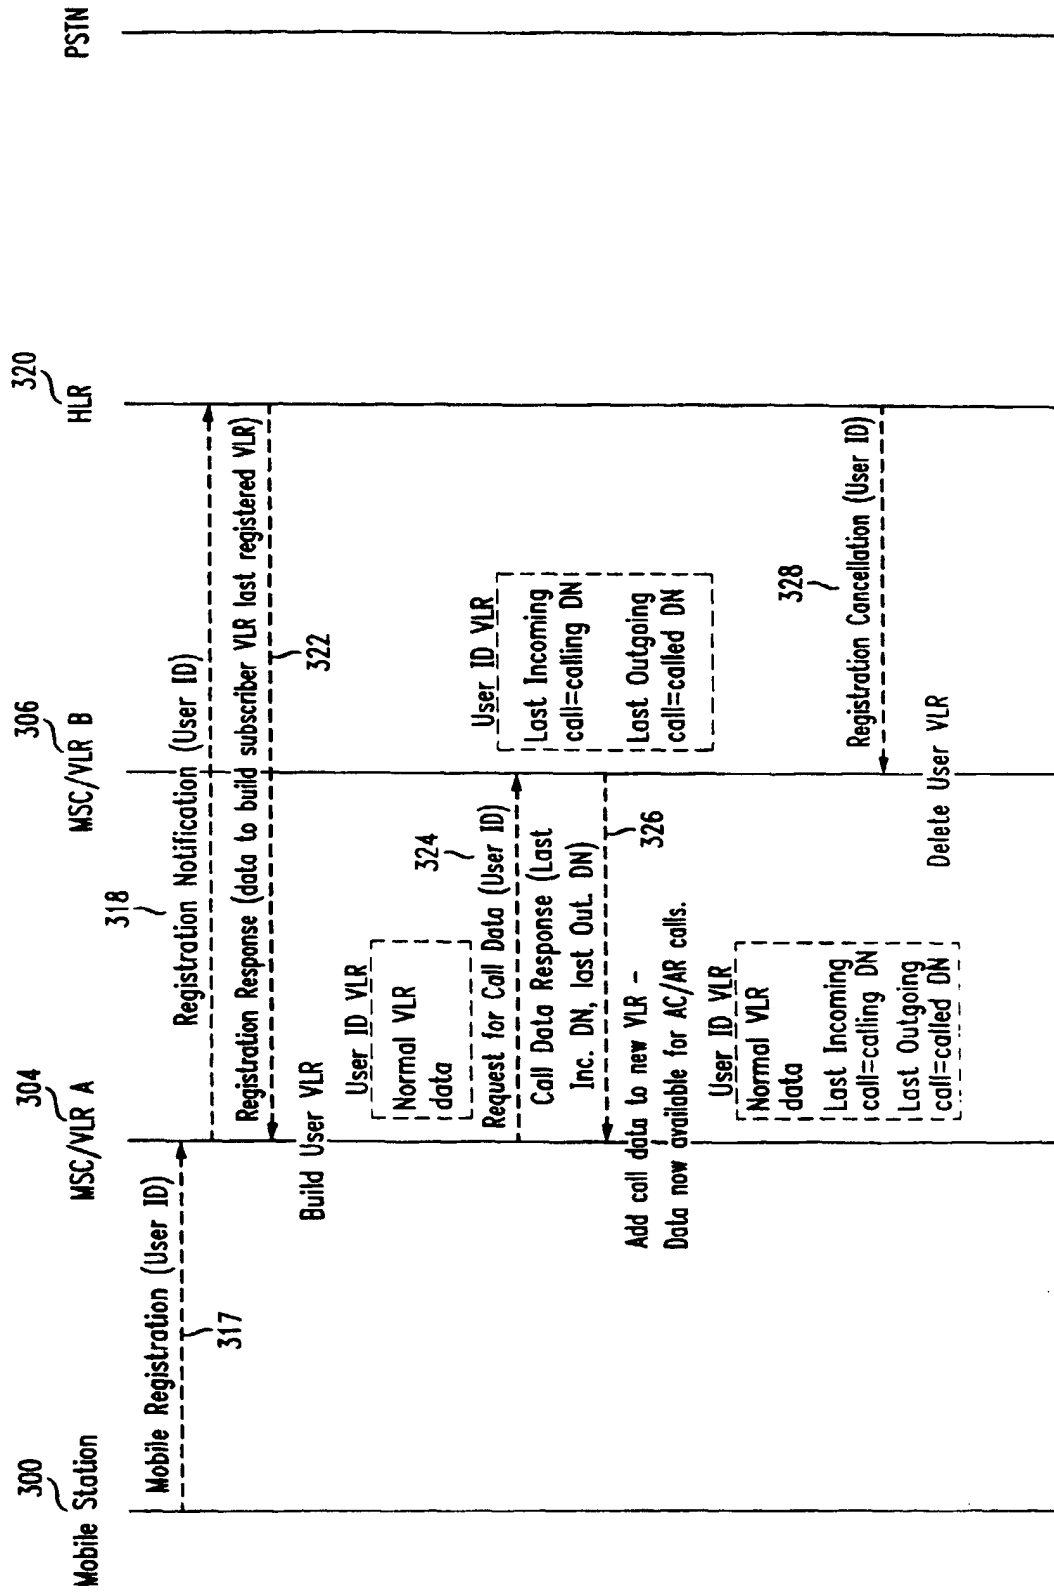 300
Mobile Station
304
MSC/VLR A
306
MSC/VLR B
320
HLR
PSTN
Mobile Registration (User ID)
317
318
Registration Notification (User ID)
Registration Response (data to build subscriber VLR last registered VLR)
322
Build User VLR
User ID VLR
Normal VLR
data
324
Request for Call Data (User ID)
User ID VLR
Last Incoming
call=calling DN
Last Outgoing
call=called DN
Call Data Response (Last
Inc. DN, last Out. DN)
326
Add call data to new VLR -
Data now available for AC/AR calls.
User ID VLR
Normal VLR
data
Last Incoming
call=calling DN
Last Outgoing
call=called DN
328
Registration Cancellation (User ID)
Delete User VLR